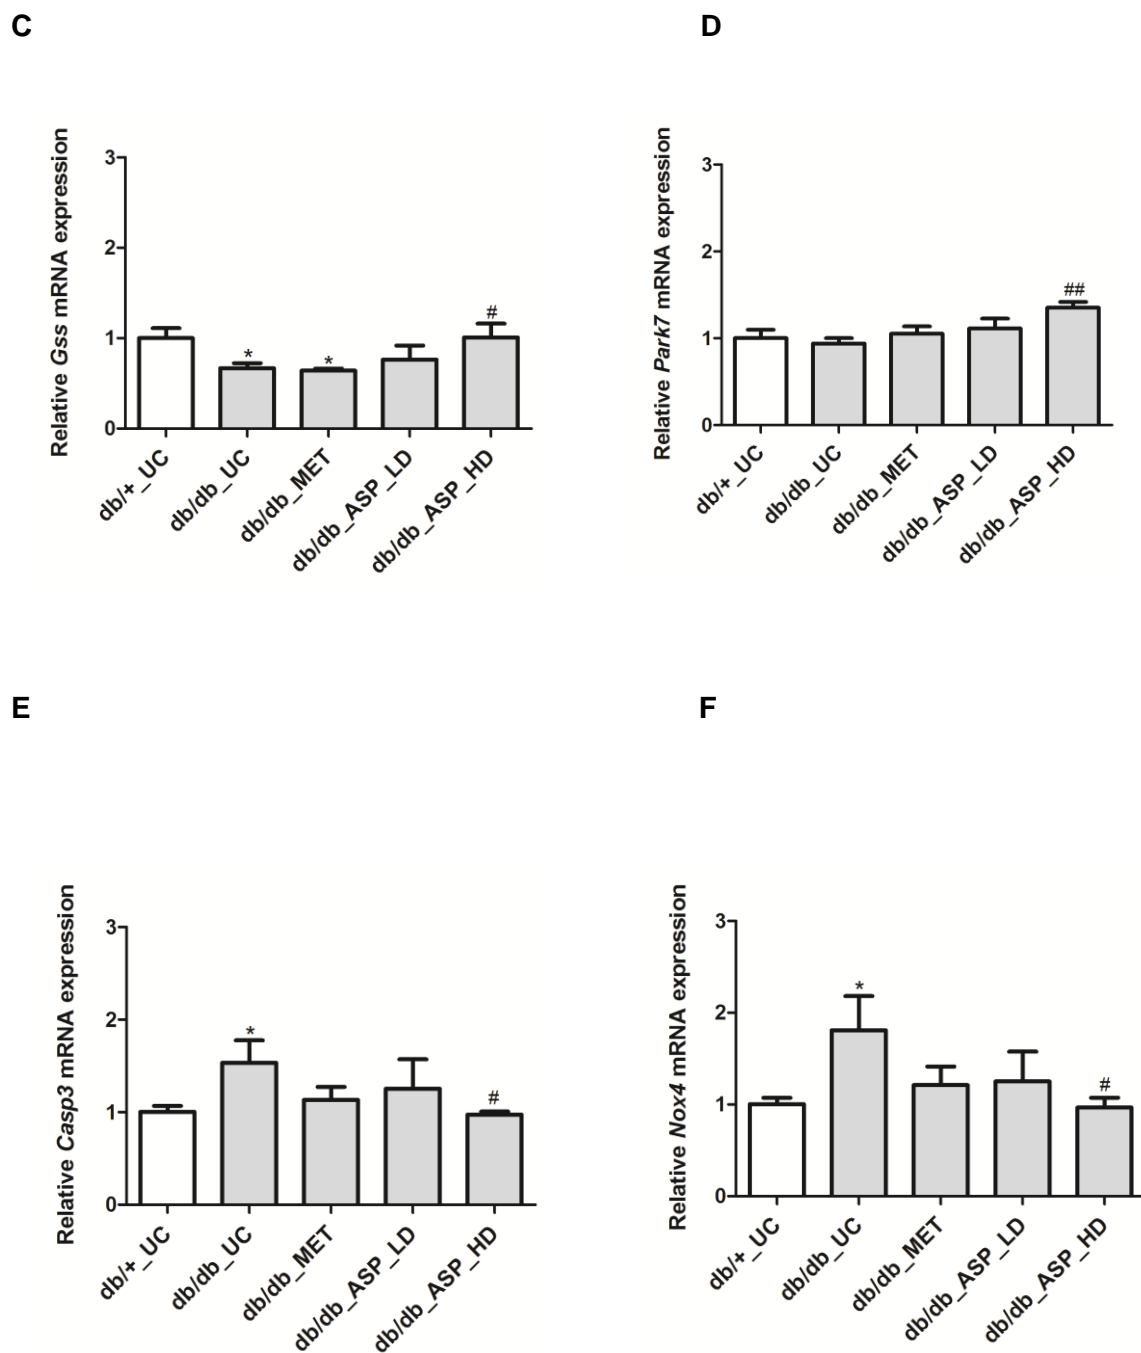 C
Relative Gss mRNA expression
3
2
1
0
*
*
#
db/+_UC
db/db_UC
db/db_MET
db/db_ASP_LD
db/db_ASP_HD
D
Relative Park7 mRNA expression
3
2
1
0
##
db/+_UC
db/db_UC
db/db_MET
db/db_ASP_LD
db/db_ASP_HD
E
Relative Casp3 mRNA expression
3
2
1
0
*
#
db/+_UC
db/db_UC
db/db_MET
db/db_ASP_LD
db/db_ASP_HD
F
Relative Nox4 mRNA expression
3
2
1
0
*
#
db/+_UC
db/db_UC
db/db_MET
db/db_ASP_LD
db/db_ASP_HD